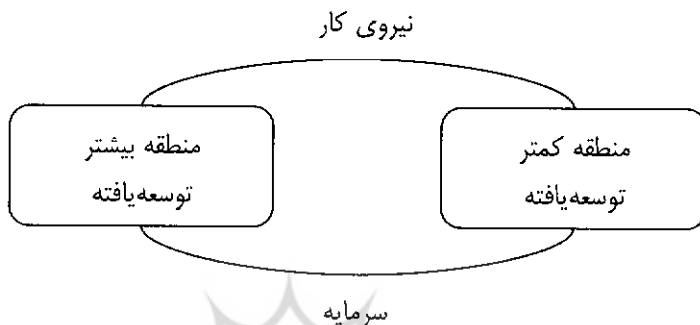 نیروی کار
منطقه کمتر
توسعه‌یافته
منطقه بیشتر
توسعه‌یافته
سرمایه